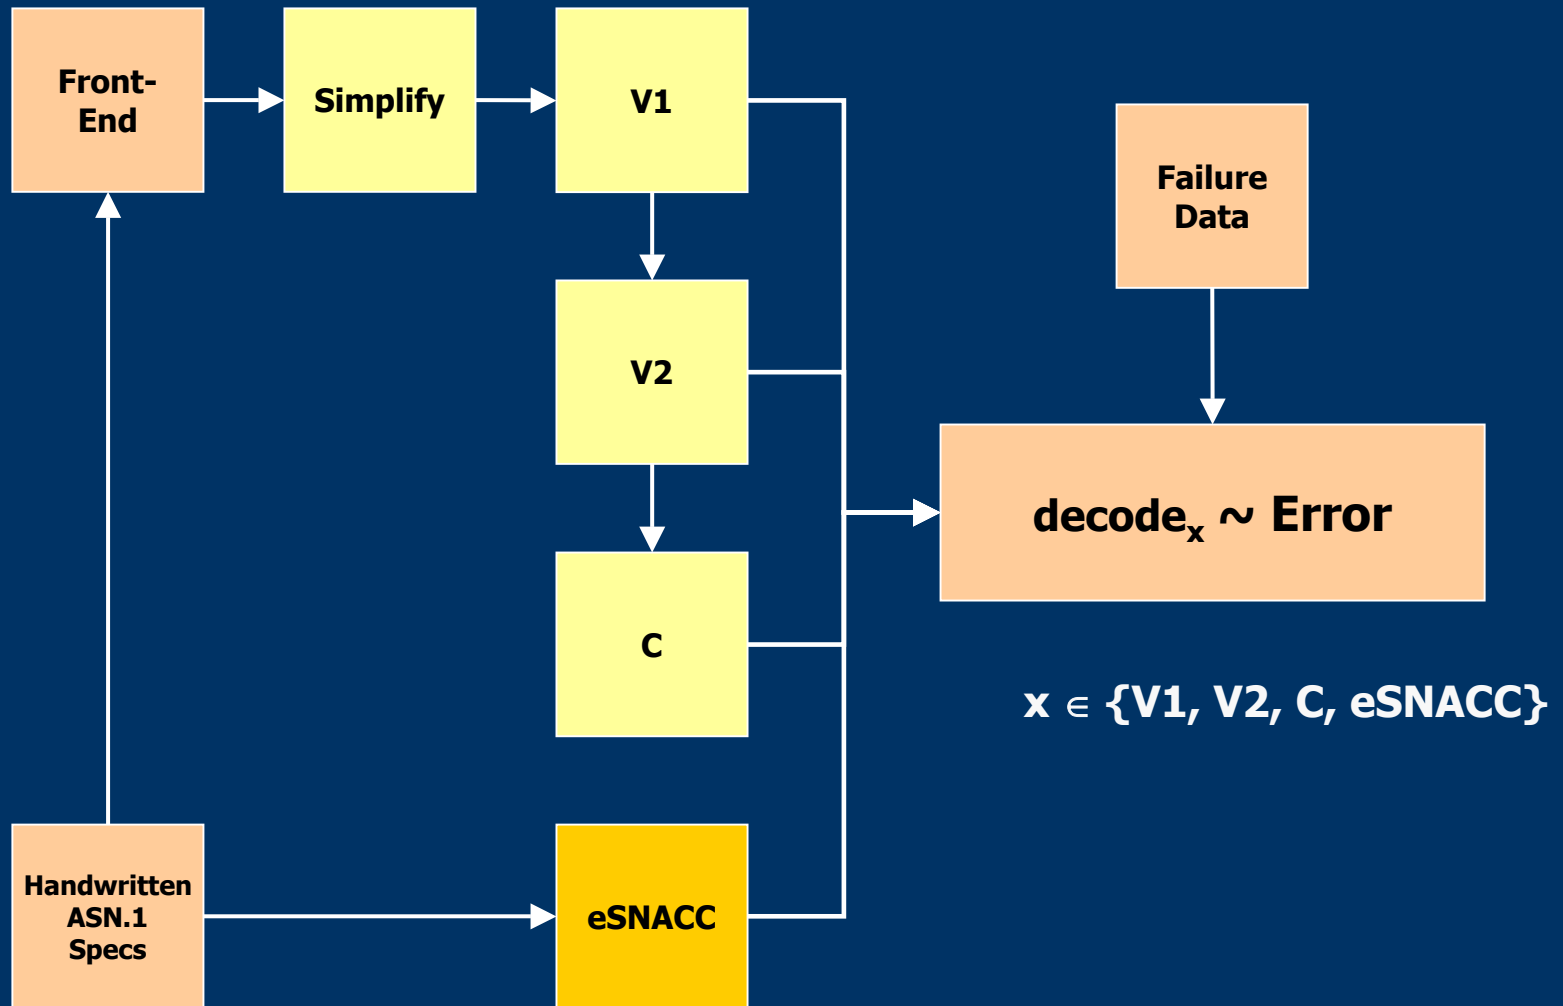 Front-
End
Simplify
V1
Failure
Data
V2
decodeₓ ~ Error
C
x ∈ {V1, V2, C, eSNACC}
Handwritten
ASN.1
Specs
eSNACC